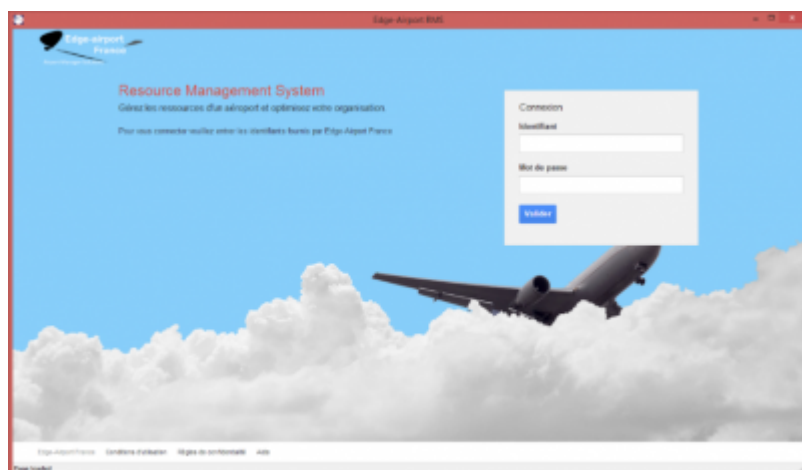 Edge-Airport RMS
Edge-airport
France
Resource Management System
Gérez les ressources d'un aéroport et optimisez votre organisation.
Pour vous connecter veuillez entrer les identifiants fournis par Edge-Airport France
Connexion
Identifiant
Mot de passe
Valider
Edge-Airport France Conditions d'utilisation Règles de confidentialité Aide
Page loaded